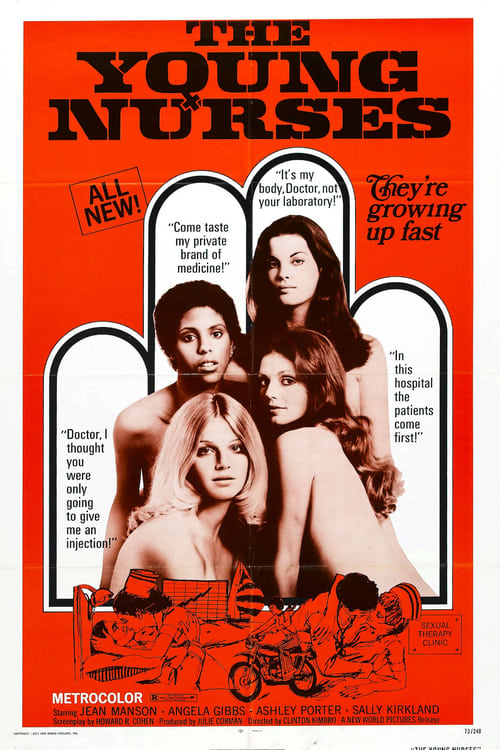 THE
YOUNG
NURSES
ALL
NEW!
"It's my
body, Doctor, not
your laboratory!"
They're
growing
up fast
"Come taste
my private
brand of
medicine!"
"In
this
hospital
the
patients
come
first!"
"Doctor, I
thought
you
were
only
going
to give
me an
injection!"
SEXUAL
THERAPY
CLINIC
METROCOLOR R
Starring JEAN MANSON · ANGELA GIBBS · ASHLEY PORTER · SALLY KIRKLAND
Screenplay by HOWARD R. COHEN · Produced by JULIE CORMAN · Directed by CLINTON KIMBRO · A NEW WORLD PICTURES Release
73/248
"THE YOUNG NURSES"